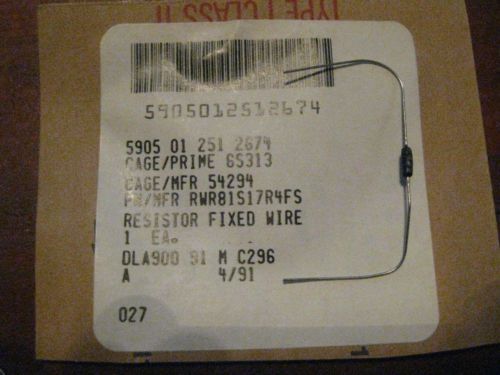 TYPE I CLASS II
5905012512674
5905 01 251 2674
CAGE/PRIME 6S313
CAGE/MFR 54294
PN/MFR RWR81S17R4FS
RESISTOR FIXED WIRE
1 EA.
DLA900 91 M C296
A 4/91
027